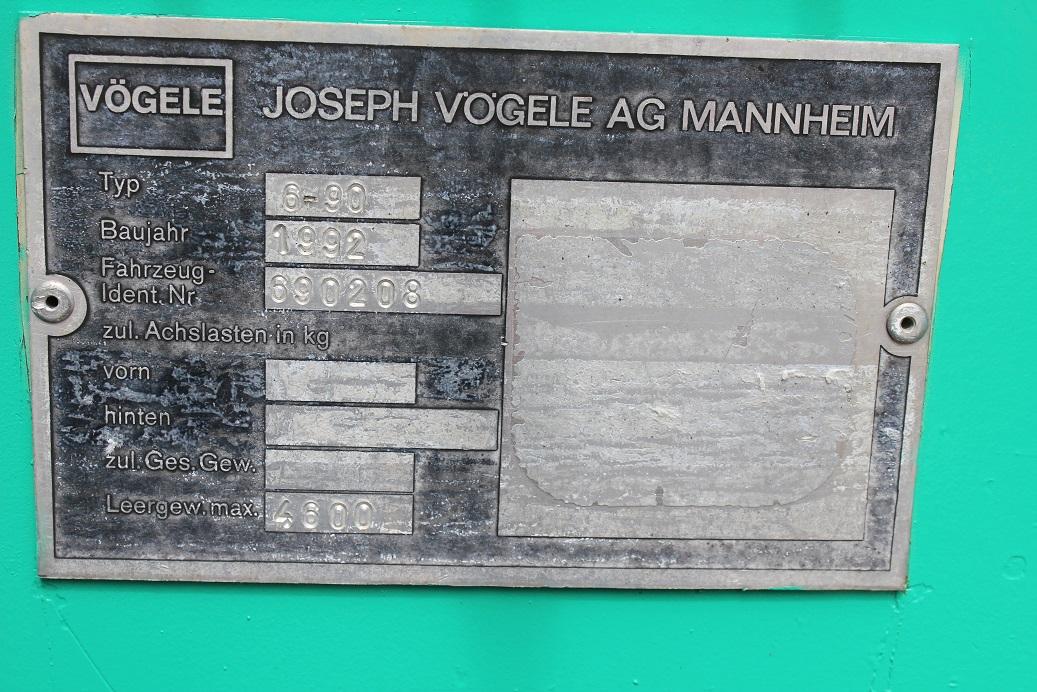 VÖGELE
JOSEPH VÖGELE AG MANNHEIM
Typ 6-90
Baujahr 1992
Fahrzeug-
Ident. Nr 690208
zul. Achslasten in kg
vorn
hinten
zul. Ges. Gew.
Leergew. max. 4600